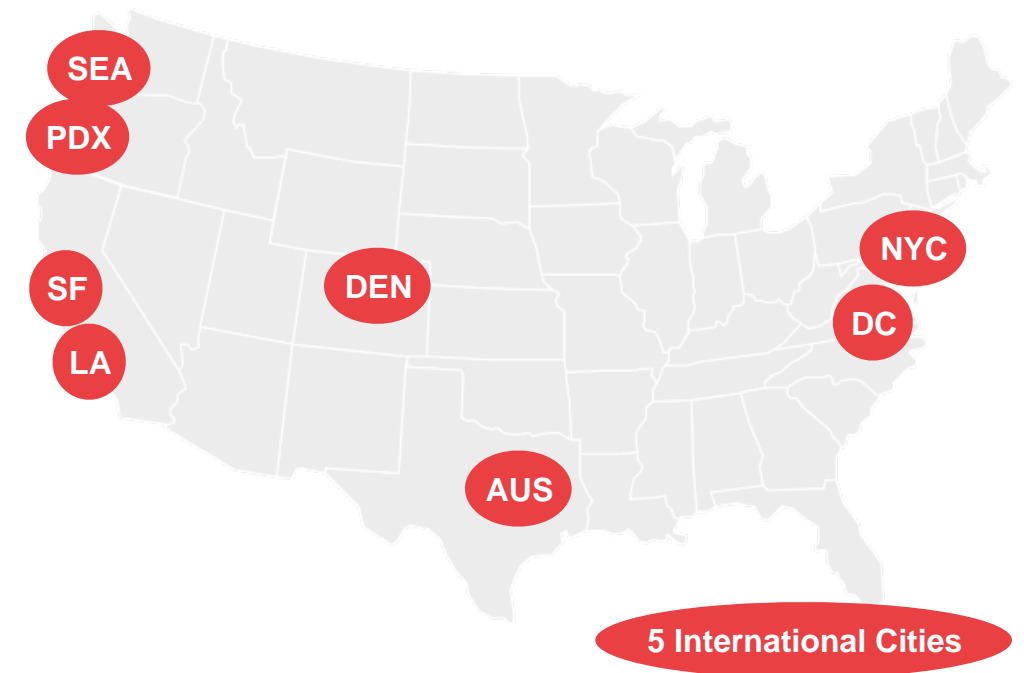 SEA
PDX
NYC
SF
DEN
DC
LA
AUS
5 International Cities